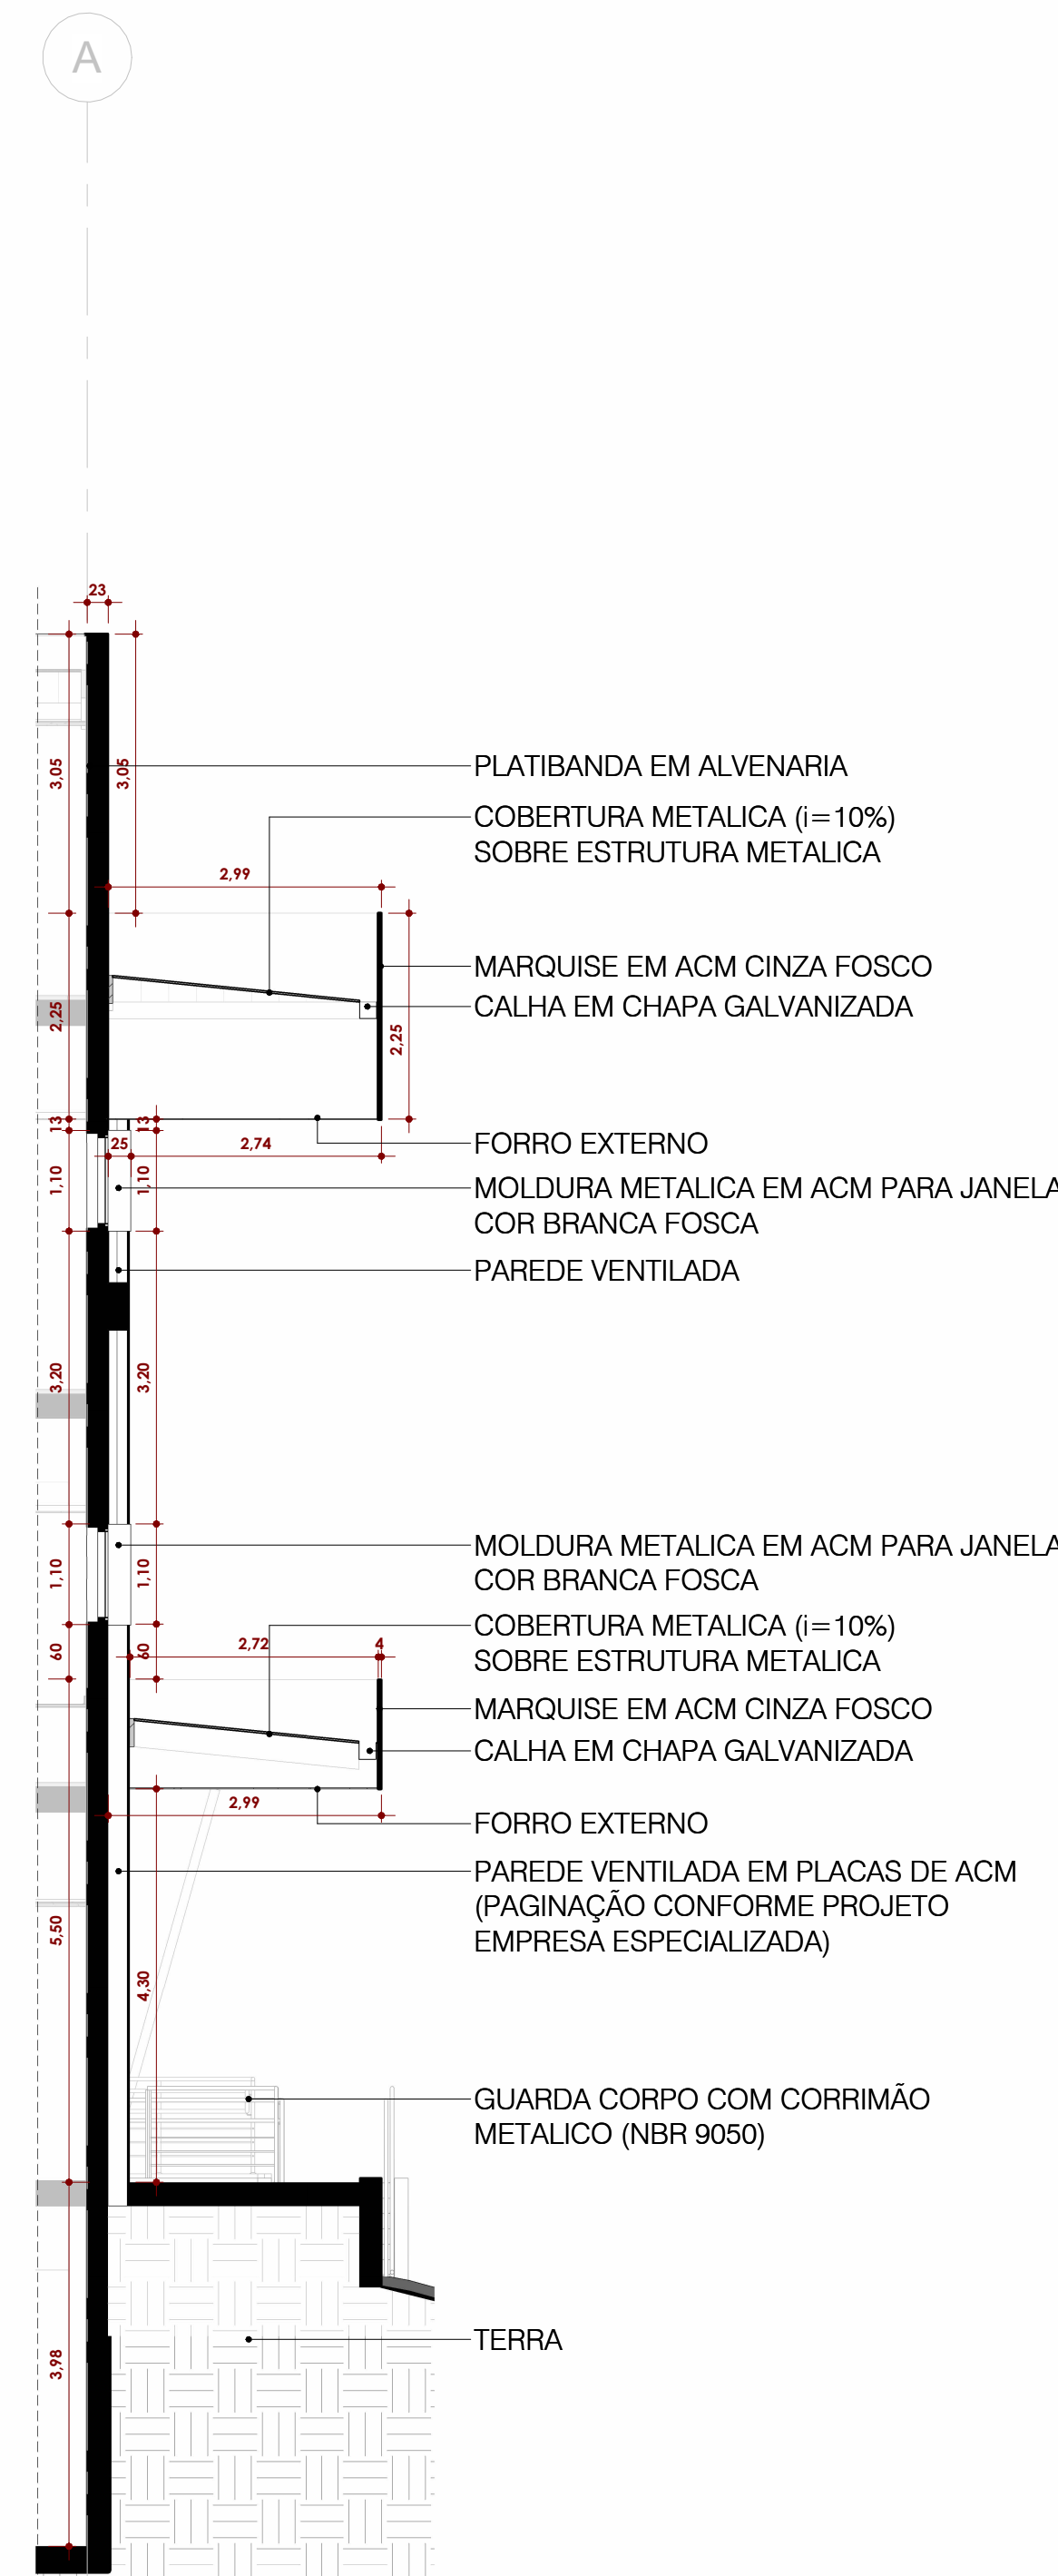 A
23
3,05
3,05
PLATIBANDA EM ALVENARIA
COBERTURA METALICA (i=10%)
SOBRE ESTRUTURA METALICA
2,99
MARQUISE EM ACM CINZA FOSCO
CALHA EM CHAPA GALVANIZADA
2,25
2,25
13
13
25
2,74
FORRO EXTERNO
1,10
1,10
MOLDURA METALICA EM ACM PARA JANELA
COR BRANCA FOSCA
PAREDE VENTILADA
3,20
3,20
MOLDURA METALICA EM ACM PARA JANELA
COR BRANCA FOSCA
1,10
1,10
COBERTURA METALICA (i=10%)
SOBRE ESTRUTURA METALICA
60
60
2,72
4
MARQUISE EM ACM CINZA FOSCO
CALHA EM CHAPA GALVANIZADA
2,99
FORRO EXTERNO
PAREDE VENTILADA EM PLACAS DE ACM
(PAGINAÇÃO CONFORME PROJETO
EMPRESA ESPECIALIZADA)
5,50
4,30
GUARDA CORPO COM CORRIMÃO
METALICO (NBR 9050)
TERRA
3,98